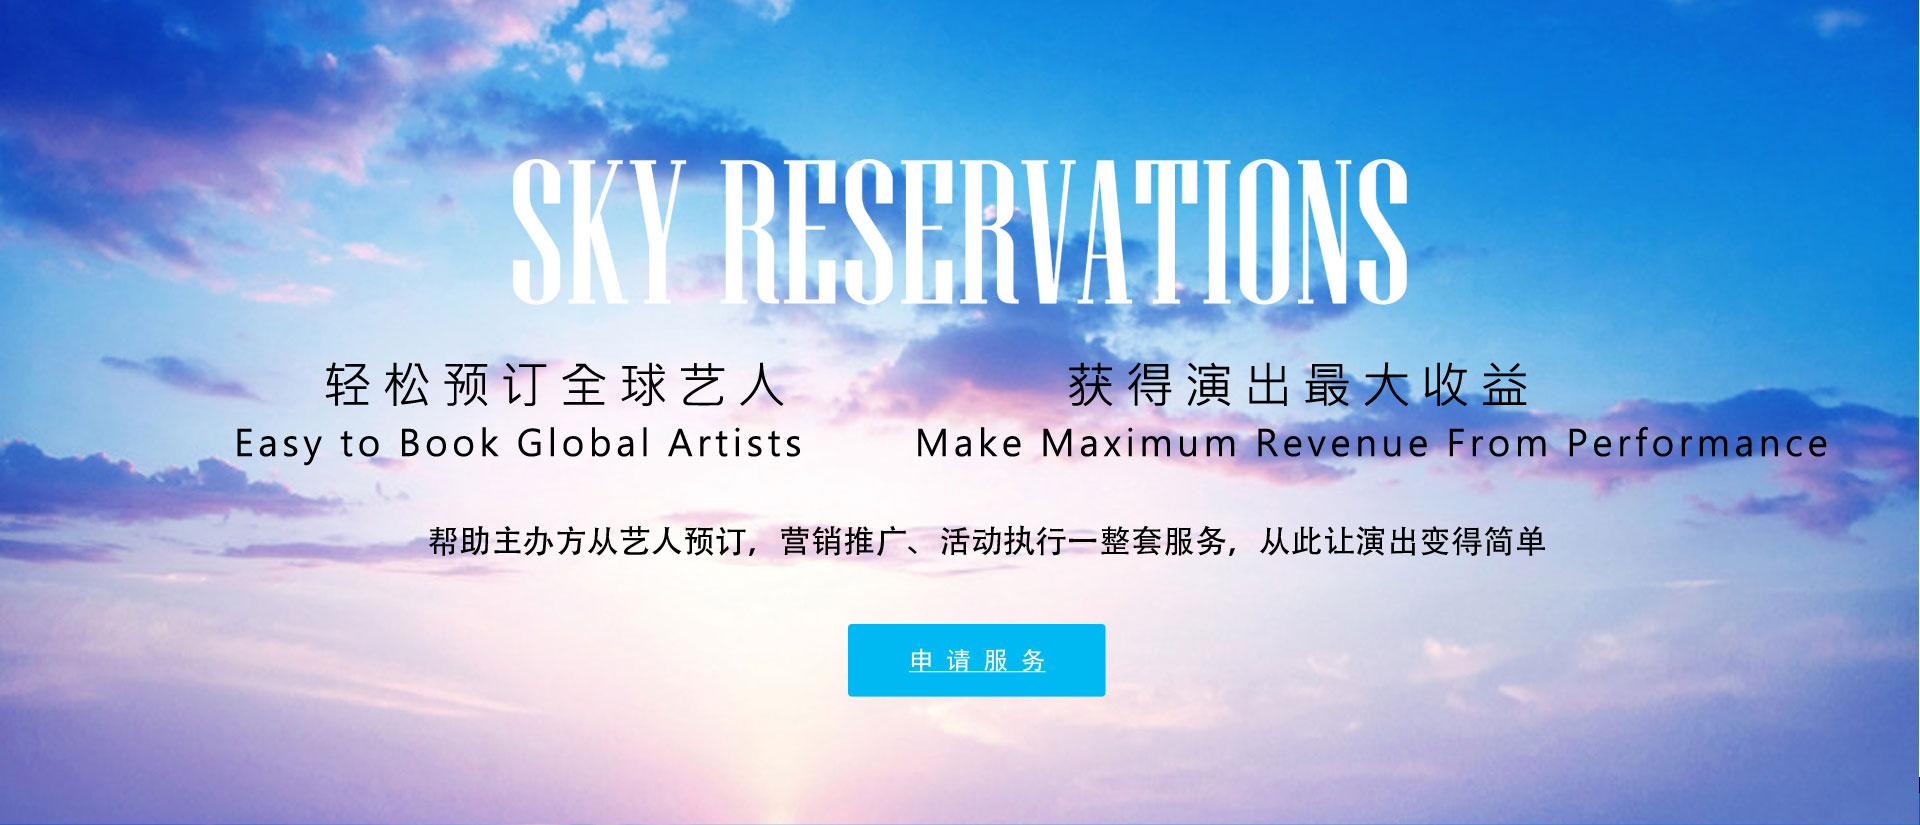 SKY RESERVATIONS
轻松预订全球艺人 获得演出最大收益
Easy to Book Global Artists Make Maximum Revenue From Performance
帮助主办方从艺人预订，营销推广、活动执行一整套服务，从此让演出变得简单
申请服务